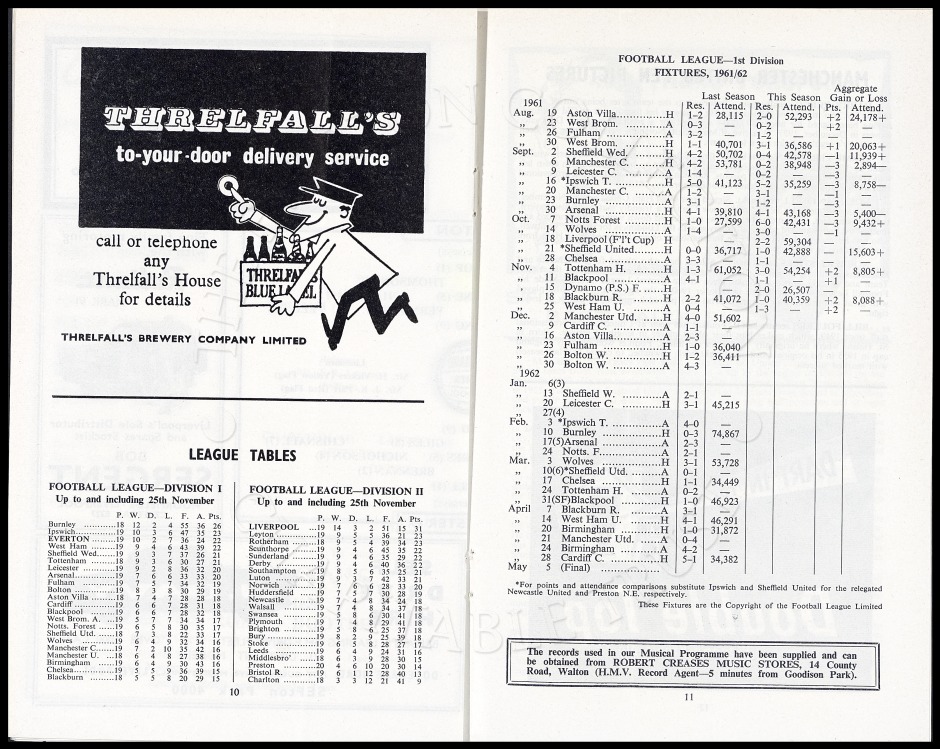 THRELFALL'S
to-your-door delivery service
call or telephone
any
Threlfall's House
for details
THRELFALL'S
BLUE LABEL
THRELFALL'S BREWERY COMPANY LIMITED
LEAGUE TABLES
FOOTBALL LEAGUE—DIVISION I
Up to and including 25th November
P. W. D. L. F. A. Pts.
Burnley ............18 12 2 4 55 36 26
Ipswich.............19 10 3 6 47 35 23
EVERTON ............19 10 2 7 36 24 22
West Ham .........19 9 4 6 43 39 22
Sheffield Wed.......19 9 3 7 37 26 21
Tottenham .........18 9 3 6 30 27 21
Leicester ............19 9 2 8 36 32 20
Arsenal...............19 7 6 6 33 33 20
Fulham ............19 7 5 7 34 32 19
Bolton ...............19 8 3 8 30 29 19
Aston Villa .........18 7 4 7 28 28 18
Cardiff ...............19 6 6 7 28 31 18
Blackpool .........19 6 6 7 28 32 18
West Brom. A. ...19 5 7 7 34 34 17
Notts. Forest ......19 6 5 8 30 35 17
Sheffield Utd. ......18 7 3 8 22 33 17
Wolves ............19 6 4 9 32 34 16
Manchester C.......19 7 2 10 35 42 16
Manchester U. ...18 6 4 8 27 38 16
Birmingham ......19 6 4 9 30 43 16
Chelsea...............19 5 5 9 36 39 15
Blackburn .........18 5 5 8 20 29 15
FOOTBALL LEAGUE—DIVISION II
Up to and including 25th November
P. W. D. L. F. A. Pts.
LIVERPOOL ...19 14 3 2 51 15 31
Leyton ............19 9 5 5 36 21 23
Rotherham ......18 9 5 4 39 34 23
Scunthorpe ......19 9 4 6 45 35 22
Sunderland ......19 9 4 6 35 29 22
Derby ............19 9 4 6 40 36 22
Southampton ...19 8 5 6 35 25 21
Luton ............19 9 3 7 42 33 21
Norwich .........19 7 6 6 28 33 20
Huddersfield ...19 7 5 7 30 28 19
Newcastle ......19 7 4 8 34 24 18
Walsall .........19 7 4 8 34 37 18
Swansea .........19 5 8 6 30 41 18
Plymouth ......19 7 4 8 29 41 18
Brighton .........19 5 8 6 25 37 18
Bury ...............19 8 2 9 25 39 18
Stoke ............19 6 5 8 28 27 17
Leeds ............19 6 4 9 24 31 16
Middlesbro' ......18 6 3 9 28 30 15
Preston .........20 4 6 10 20 30 14
Bristol R. .........19 6 1 12 28 40 13
Charlton .........18 3 3 12 21 41 9
10
FOOTBALL LEAGUE—1st Division
FIXTURES, 1961/62
Aggregate
Last Season This Season Gain or Loss
1961 Res. Attend. Res. Attend. Pts. Attend.
Aug. 19 Aston Villa...............H 1–2 28,115 2–0 52,293 +2 24,178+
,, 23 West Brom. ............A 0–3 — 0–2 — +2 —
,, 26 Fulham ..................A 3–2 — 1–2 — — —
,, 30 West Brom. ............H 1–1 40,701 3–1 36,586 +1 20,063+
Sept. 2 Sheffield Wed. .........H 4–2 50,702 0–4 42,578 —1 11,939+
,, 6 Manchester C. .........H 4–2 53,781 0–2 38,948 —3 2,894—
,, 9 Leicester C. ............A 1–4 — 0–2 — —3 —
,, 16 *Ipswich T. ............H 5–0 41,123 5–2 35,259 —3 8,758—
,, 20 Manchester C. .........A 1–2 — 3–1 — —1 —
,, 23 Burnley ..................A 3–1 — 1–2 — —3 —
,, 30 Arsenal ..................H 4–1 39,810 4–1 43,168 —3 5,400—
Oct. 7 Notts Forest ............H 1–0 27,599 6–0 42,431 —3 9,432+
,, 14 Wolves ..................A 1–4 — 3–0 — —1 —
,, 18 Liverpool (F'l't Cup) H — 2–2 59,304 —
,, 21 *Sheffield United.......H 0–0 36,717 1–0 42,888 — 15,603+
,, 28 Chelsea ..................A 3–3 — 1–1 — — —
Nov. 4 Tottenham H. .........H 1–3 61,052 3–0 54,254 +2 8,805+
,, 11 Blackpool ...............A 4–1 — 1–1 — +1 —
,, 15 Dynamo (P.S.) F. ......H — 2–0 26,507 — —
,, 18 Blackburn R. .........H 2–2 41,072 1–0 40,359 +2 8,088+
,, 25 West Ham U. .........A 0–4 — 1–3 — +2 —
Dec. 2 Manchester Utd. ......H 4–0 51,602
,, 9 Cardiff C. ...............A 1–1 —
,, 16 Aston Villa...............A 2–3 —
,, 23 Fulham ..................H 1–0 36,040
,, 26 Bolton W. ...............H 1–2 36,411
,, 30 Bolton W. ...............A 4–3 —
1962
Jan. 6(3)
,, 13 Sheffield W. ............A 2–1 —
,, 20 Leicester C. ............H 3–1 45,215
,, 27(4)
Feb. 3 *Ipswich T. ............A 4–0 —
,, 10 Burnley ..................H 0–3 74,867
,, 17(5)Arsenal ..................A 2–3 —
,, 24 Notts. F...................A 2–1 —
Mar. 3 Wolves ..................H 3–1 53,728
,, 10(6)*Sheffield Utd. .........A 0–1 —
,, 17 Chelsea ..................H 1–1 34,449
,, 24 Tottenham H. .........A 0–2 —
,, 31(SF)Blackpool ............H 1–0 46,923
April 7 Blackburn R. .........A 3–1 —
,, 14 West Ham U. .........H 4–1 46,291
,, 20 Birmingham ............H 1–0 31,872
,, 21 Manchester Utd. ......A 0–4 —
,, 24 Birmingham ............A 4–2 —
,, 28 Cardiff C. ...............H 5–1 34,382
May 5 (Final)
*For points and attendance comparisons substitute Ipswich and Sheffield United for the relegated
Newcastle United and Preston N.E. respectively.
These Fixtures are the Copyright of the Football League Limited
The records used in our Musical Programme have been supplied and can
be obtained from ROBERT CREASES MUSIC STORES, 14 County
Road, Walton (H.M.V. Record Agent—5 minutes from Goodison Park).
11